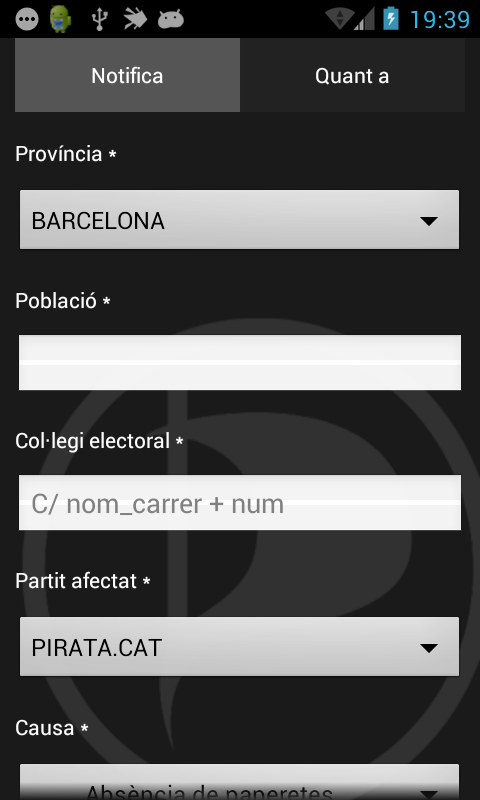 19:39
Notifica
Quant a
Província *
BARCELONA
Població *
Col·legi electoral *
C/ nom_carrer + num
Partit afectat *
PIRATA.CAT
Causa *
Absència de paperetes